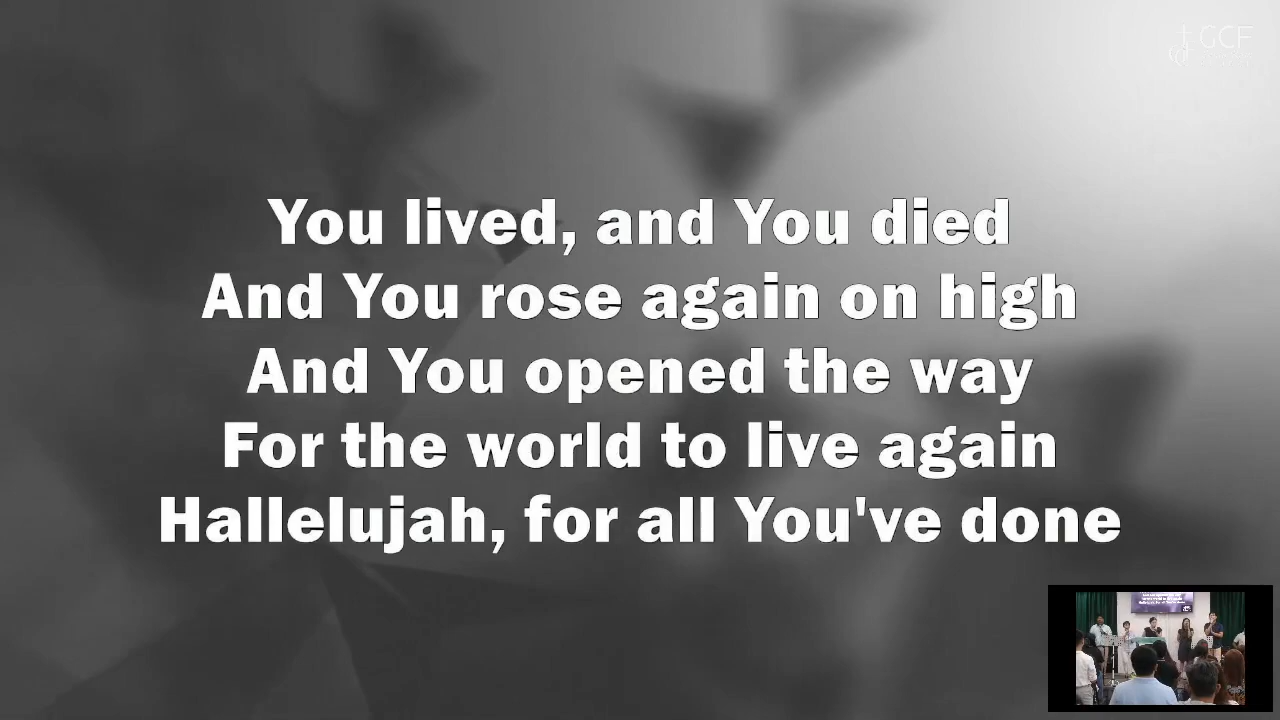 GCF
You lived, and You died
And You rose again on high
And You opened the way
For the world to live again
Hallelujah, for all You've done